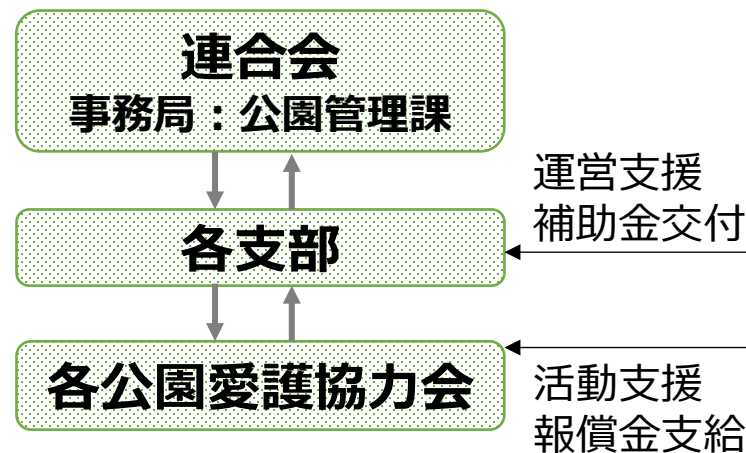 連合会
事務局：公園管理課
運営支援
補助金交付
各支部
各公園愛護協力会
活動支援
報償金支給